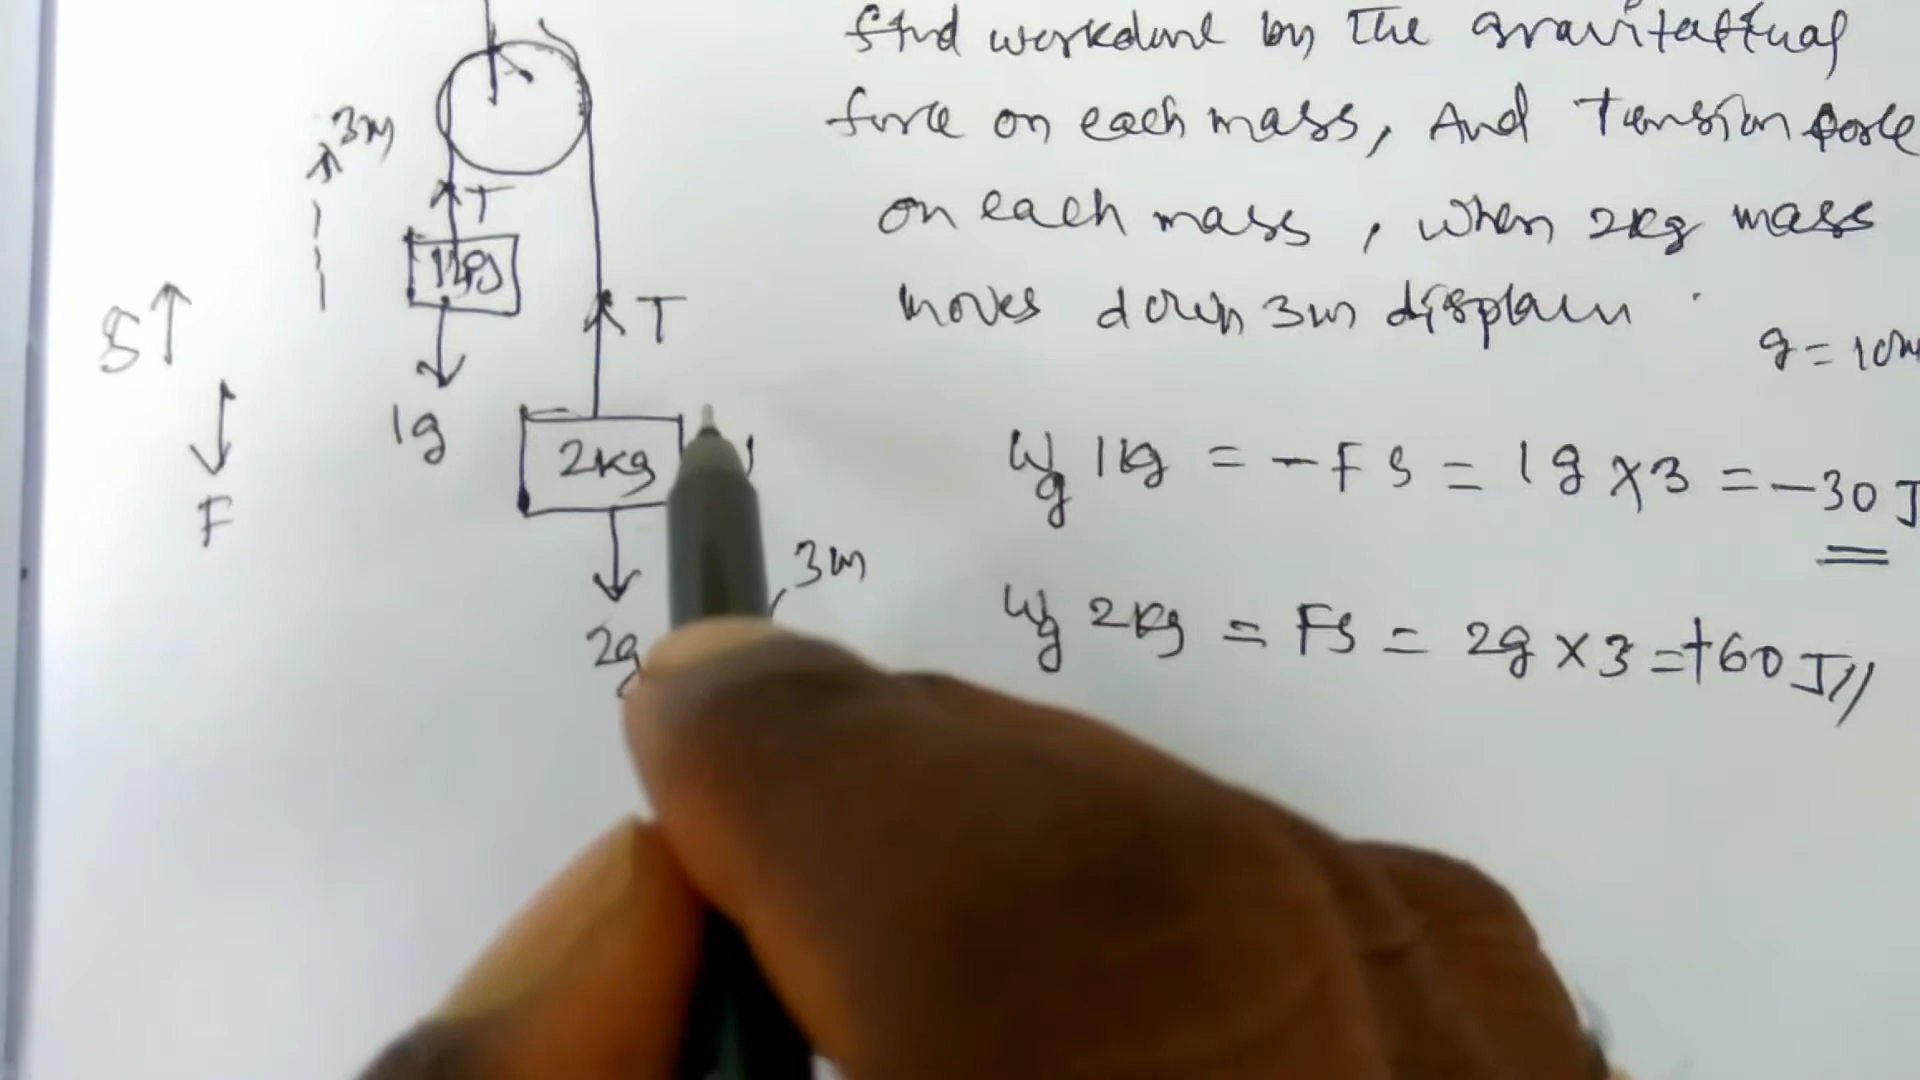 find workdone by the gravitational
force on each mass, And Tension force
on each mass, when 2kg mass
moves down 3m
g = 10m
3m
T
1kg
S
T
1g
2kg
F
3m
2g
Wg 1kg = -FS = 1g x 3 = -30 J
Wg 2kg = FS = 2g x 3 = +60 J//